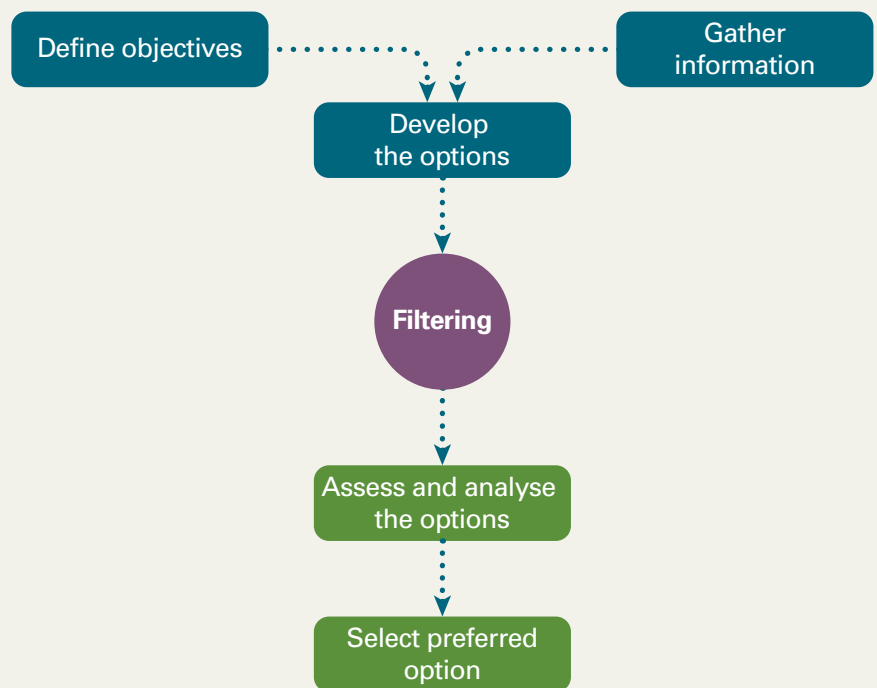 Define objectives
Gather
information
Develop
the options
Filtering
Assess and analyse
the options
Select preferred
option